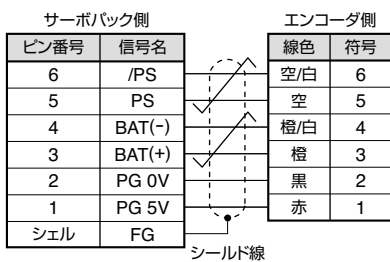 サーボパック側 エンコーダ側
ピン番号 信号名 線色 符号
6 /PS 空/白 6
5 PS 空 5
4 BAT(-) 橙/白 4
3 BAT(+) 橙 3
2 PG 0V 黒 2
1 PG 5V 赤 1
シェル FG
シールド線